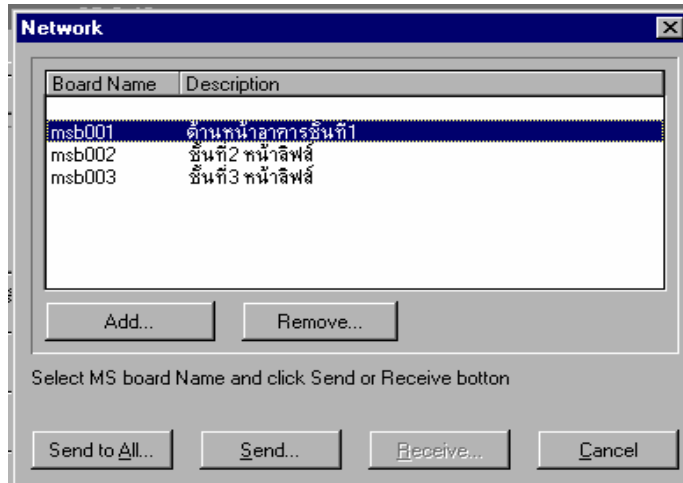 Network
Board Name Description
msb001 ด้านหน้าอาคารชั้นที่1
msb002 ชั้นที่2 หน้าลิฟส์
msb003 ชั้นที่3 หน้าลิฟส์
Add... Remove...
Select MS board Name and click Send or Receive botton
Send to All... Send... Receive... Cancel